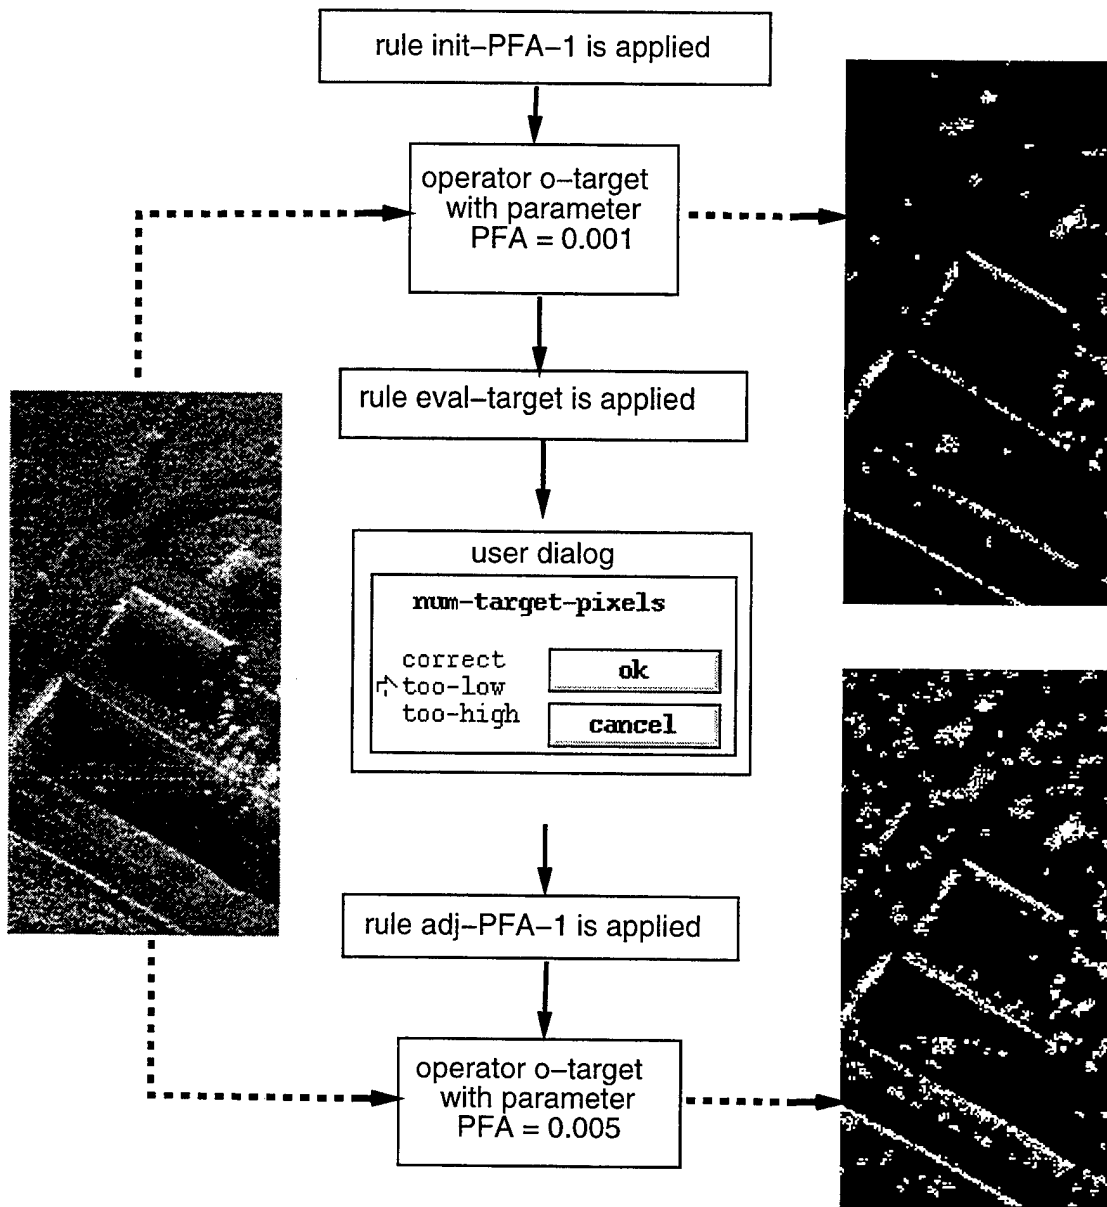 rule init–PFA–1 is applied
operator o–target
with parameter
PFA = 0.001
rule eval–target is applied
user dialog
num-target-pixels
correct
too-low
too-high
ok
cancel
rule adj–PFA–1 is applied
operator o–target
with parameter
PFA = 0.005